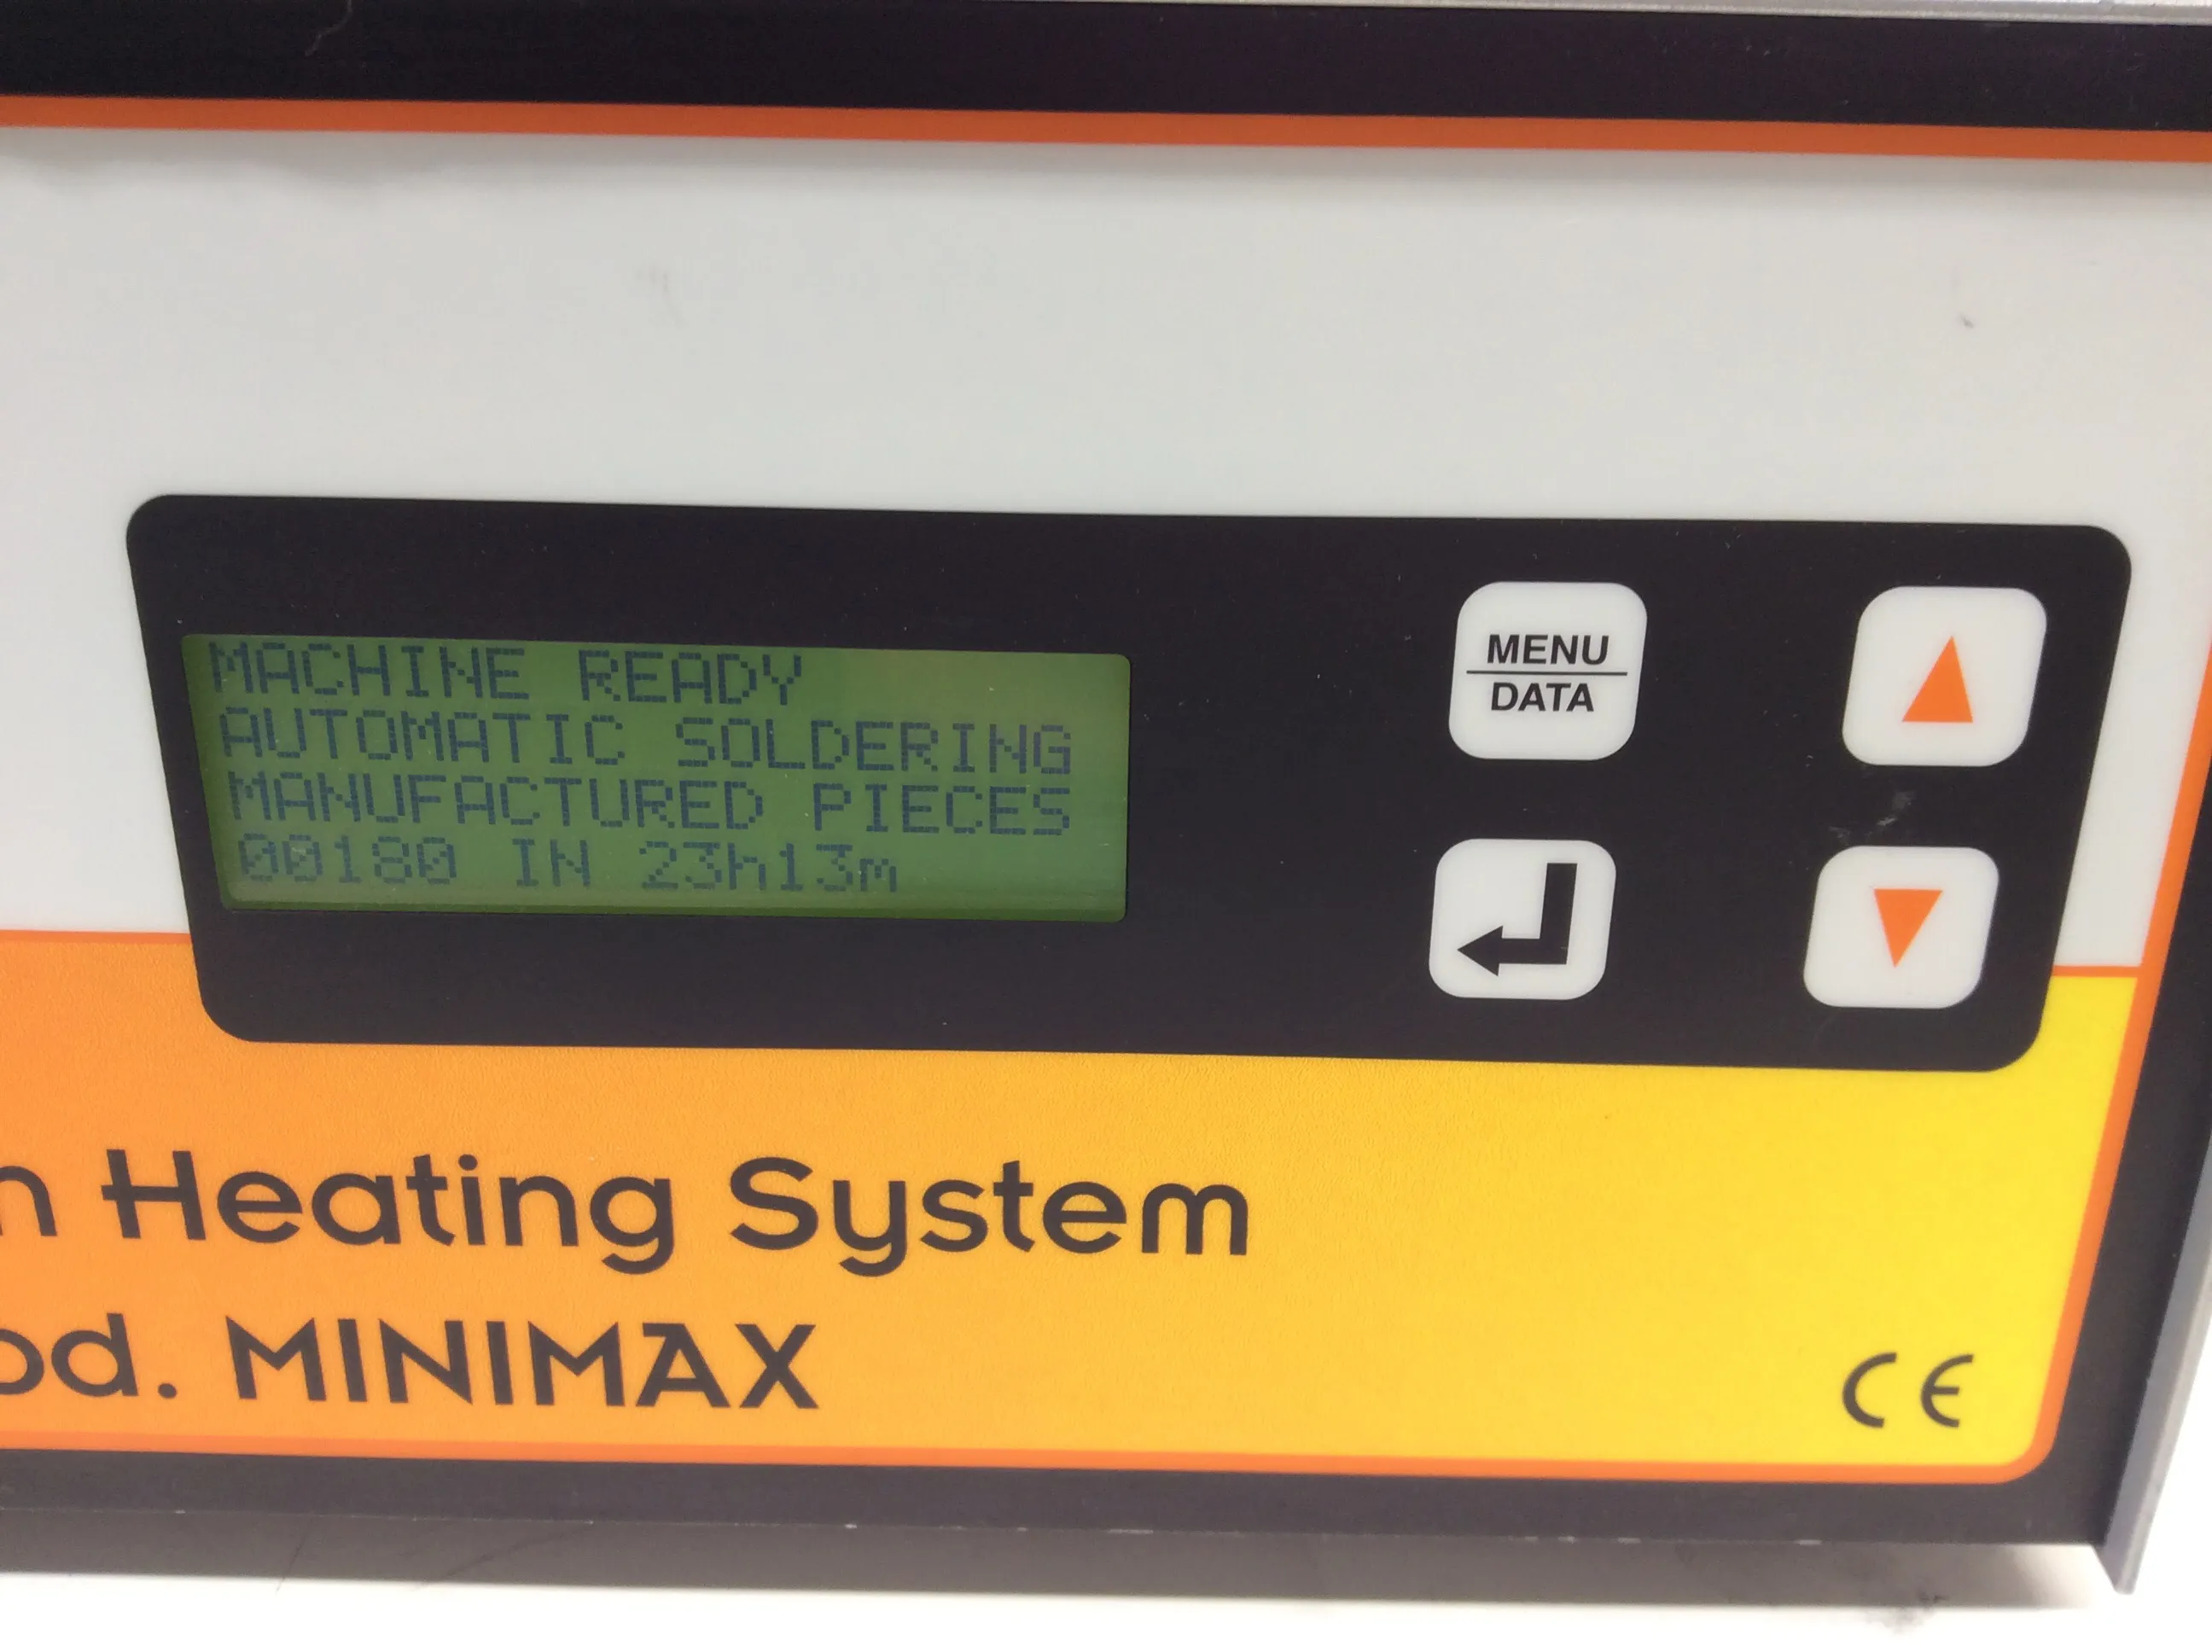 MACHINE READY
AUTOMATIC SOLDERING
MANUFACTURED PIECES
00180 IN 23h13m
MENU
DATA
n Heating System
od. MINIMAX
CE